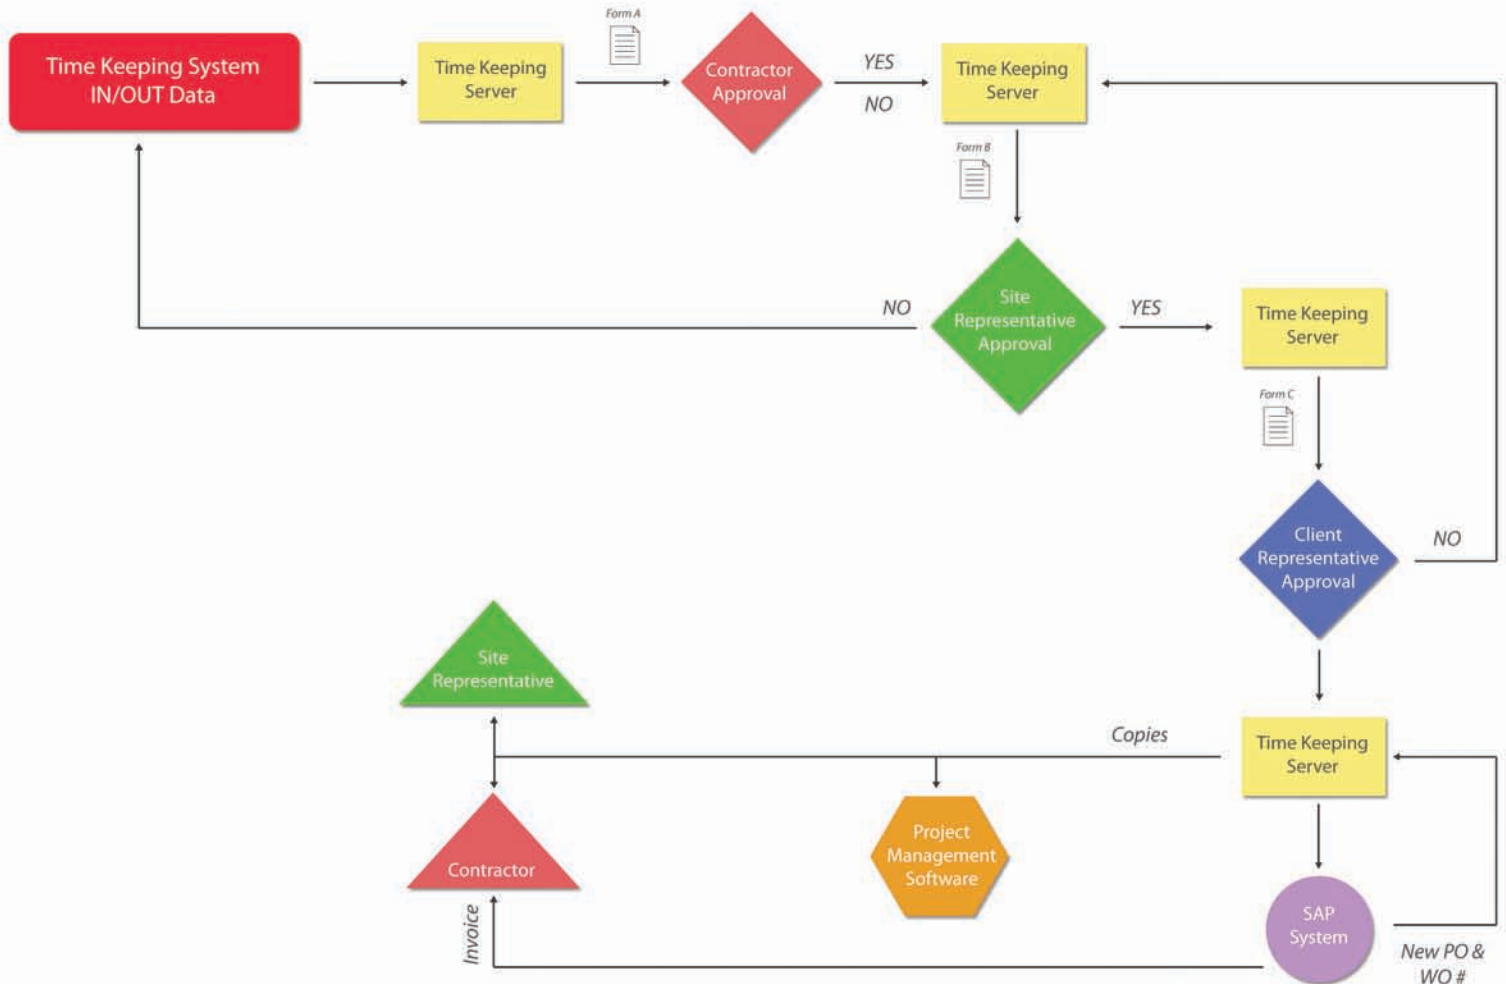 Form A
Time Keeping System
IN/OUT Data
Time Keeping
Server
Contractor
Approval
YES
NO
Time Keeping
Server
Form B
Site
Representative
Approval
NO
YES
Time Keeping
Server
Form C
Client
Representative
Approval
NO
Site
Representative
Copies
Time Keeping
Server
Contractor
Project
Management
Software
Invoice
SAP
System
New PO &
WO #